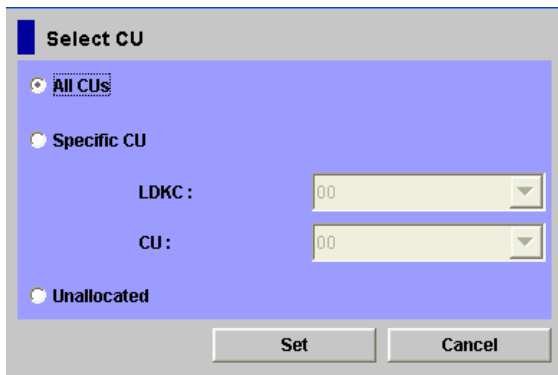 Select CU
All CUs
Specific CU
LDKC : 00
CU : 00
Unallocated
Set Cancel